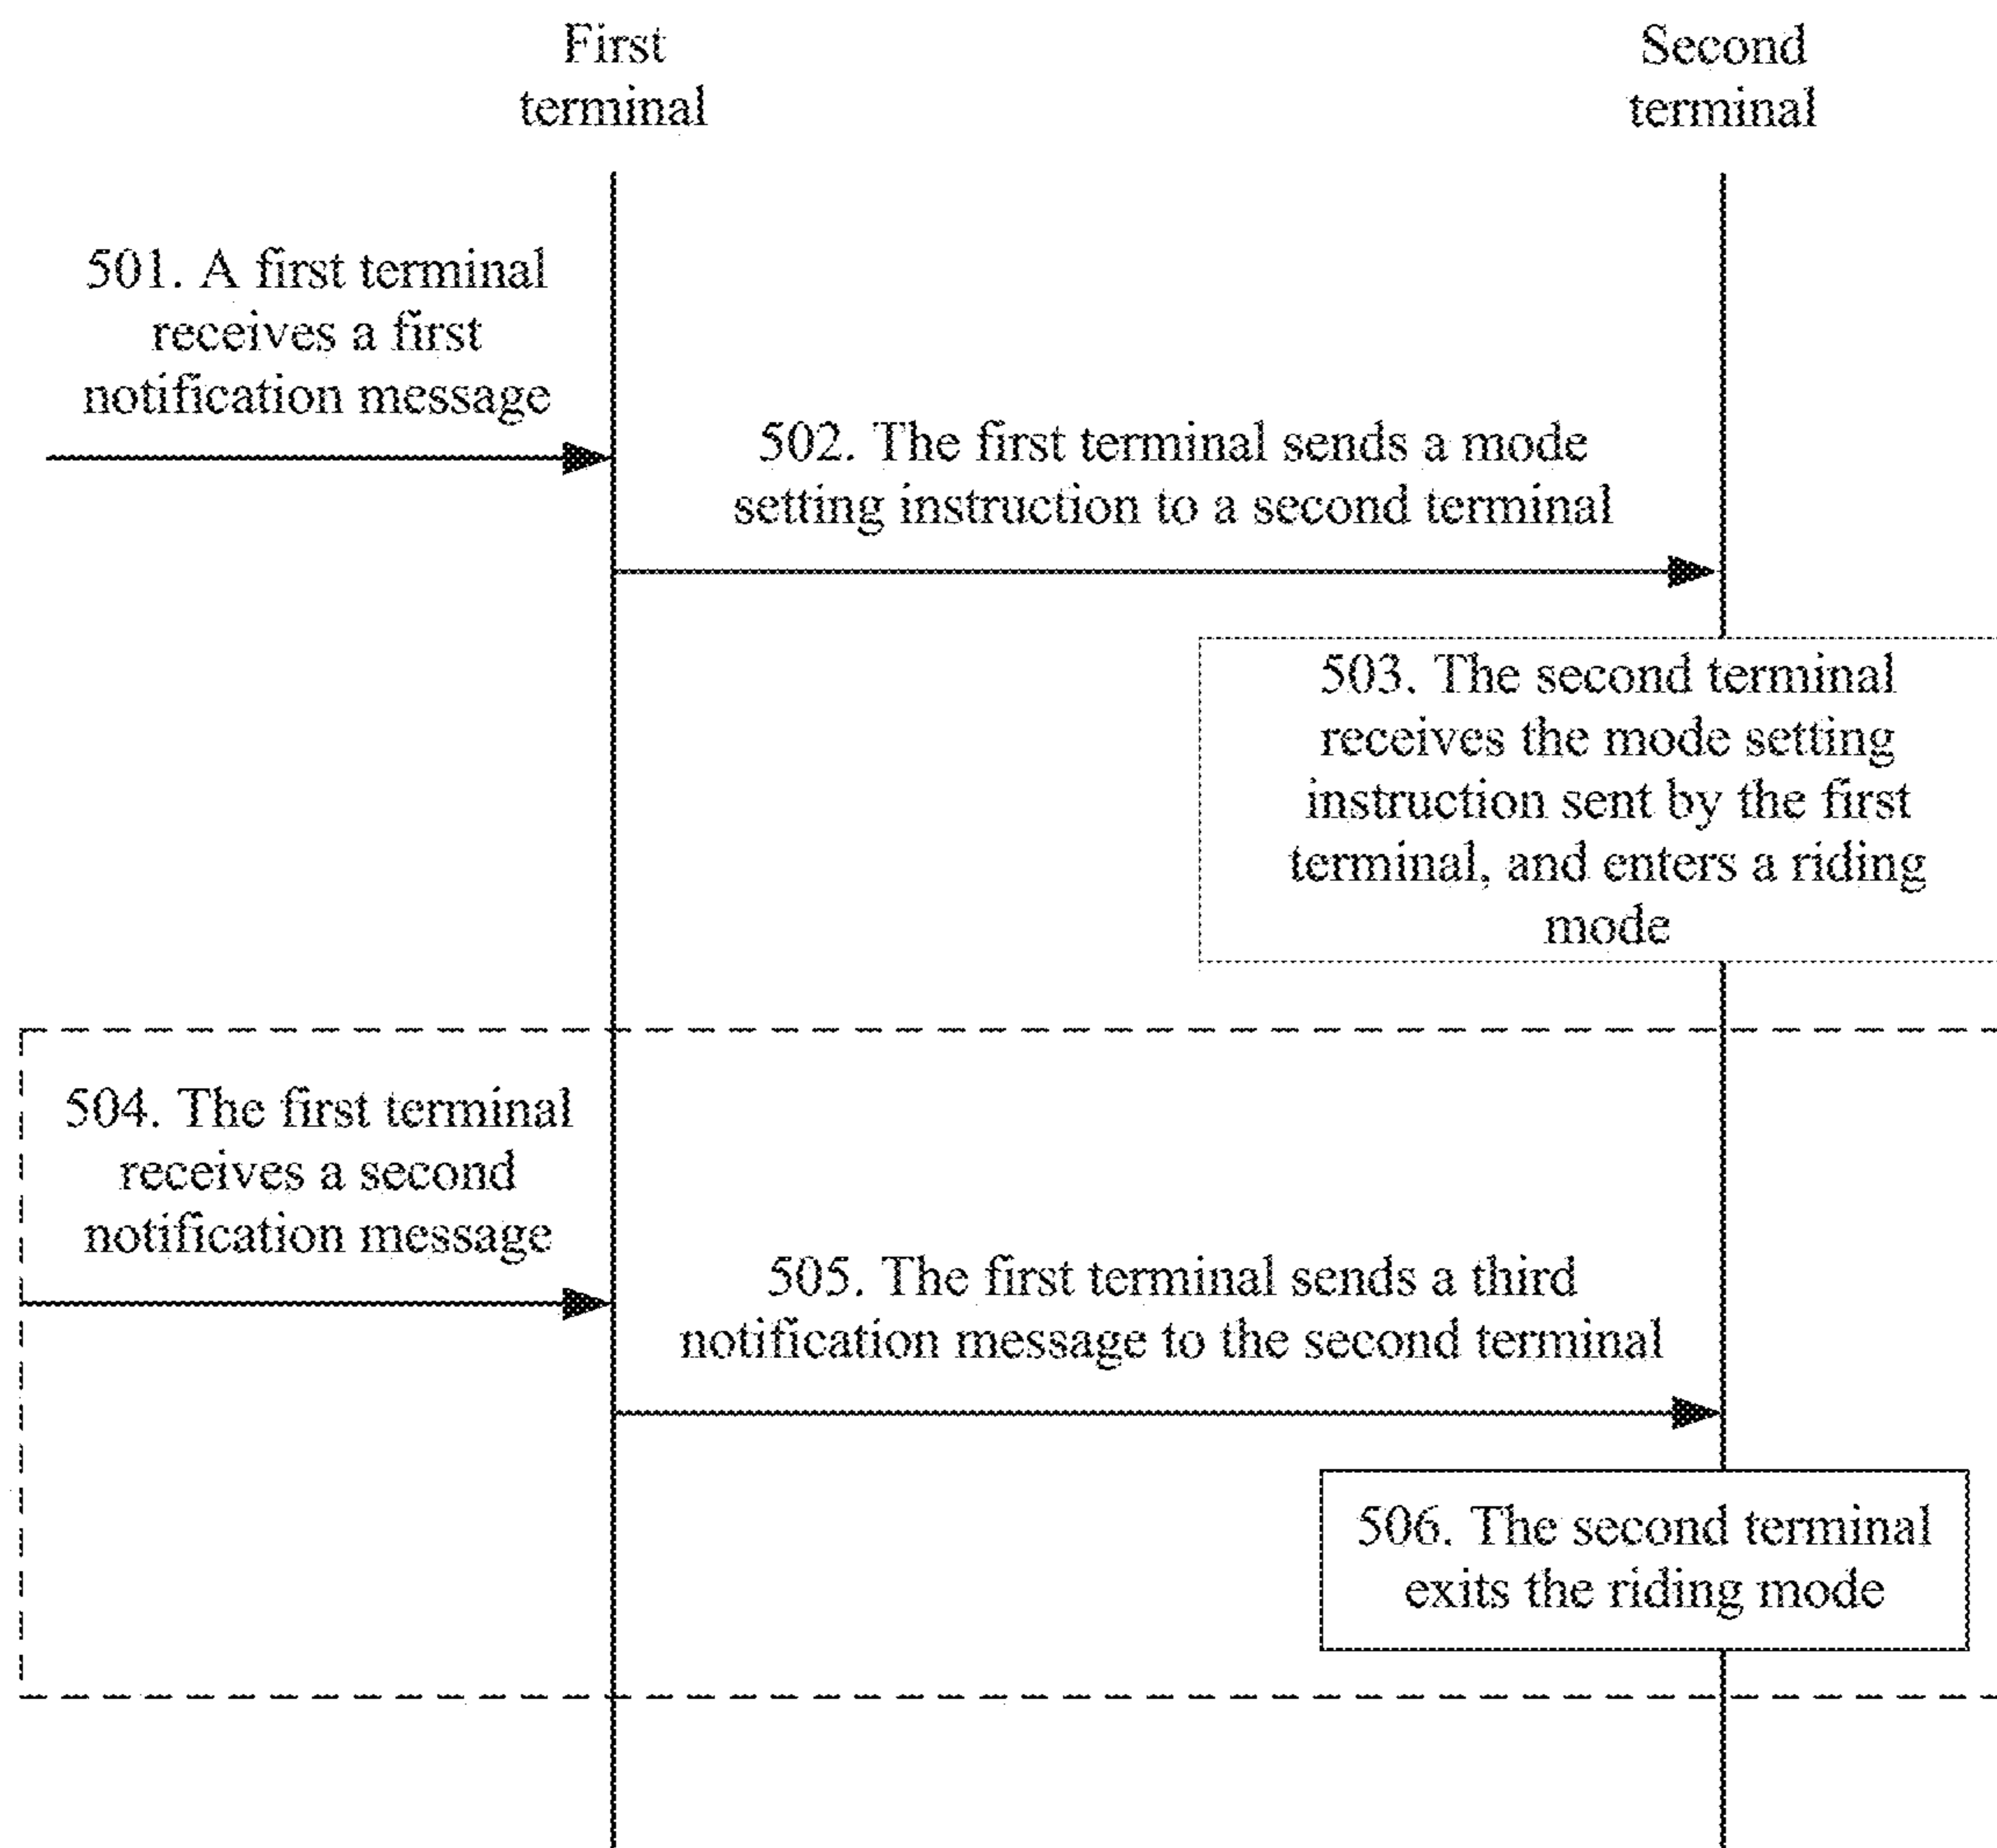 First
terminal
Second
terminal
501. A first terminal
receives a first
notification message
502. The first terminal sends a mode
setting instruction to a second terminal
503. The second terminal
receives the mode setting
instruction sent by the first
terminal, and enters a riding
mode
504. The first terminal
receives a second
notification message
505. The first terminal sends a third
notification message to the second terminal
506. The second terminal
exits the riding mode